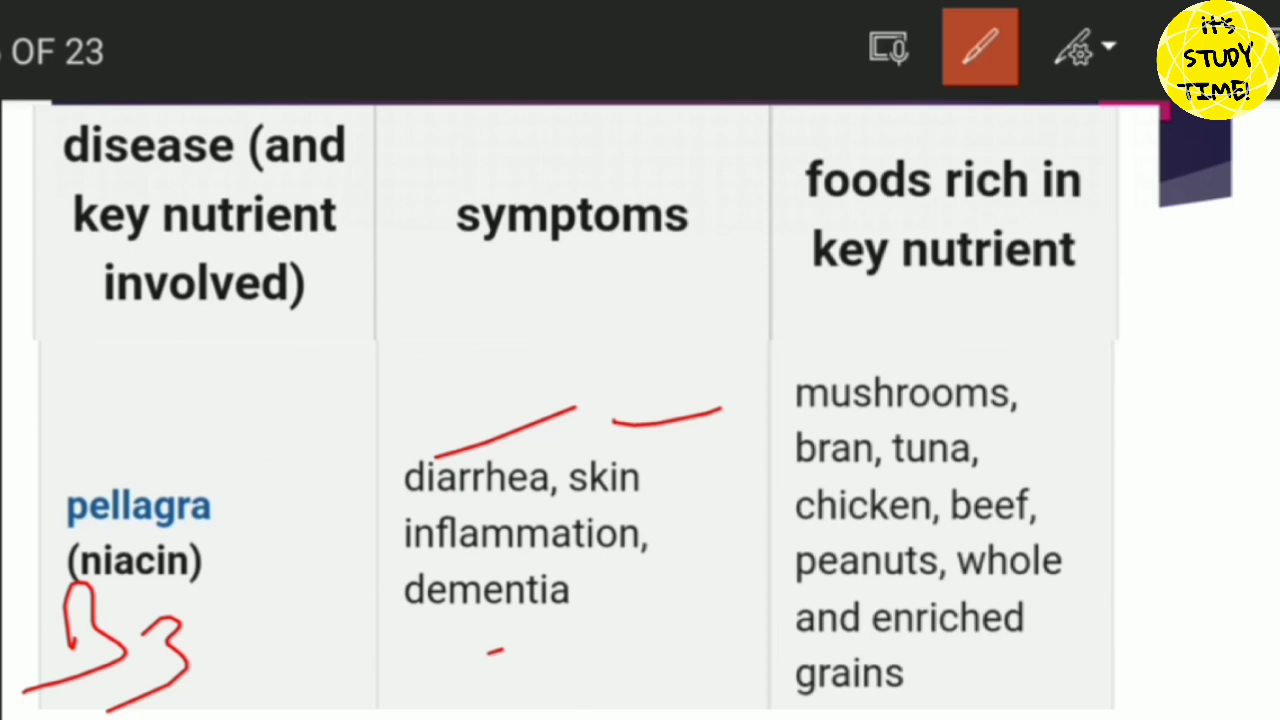 OF 23
its
STUDY
TIME!
disease (and
key nutrient
involved)
symptoms
foods rich in
key nutrient
pellagra
(niacin)
B3
diarrhea, skin
inflammation,
dementia
mushrooms,
bran, tuna,
chicken, beef,
peanuts, whole
and enriched
grains